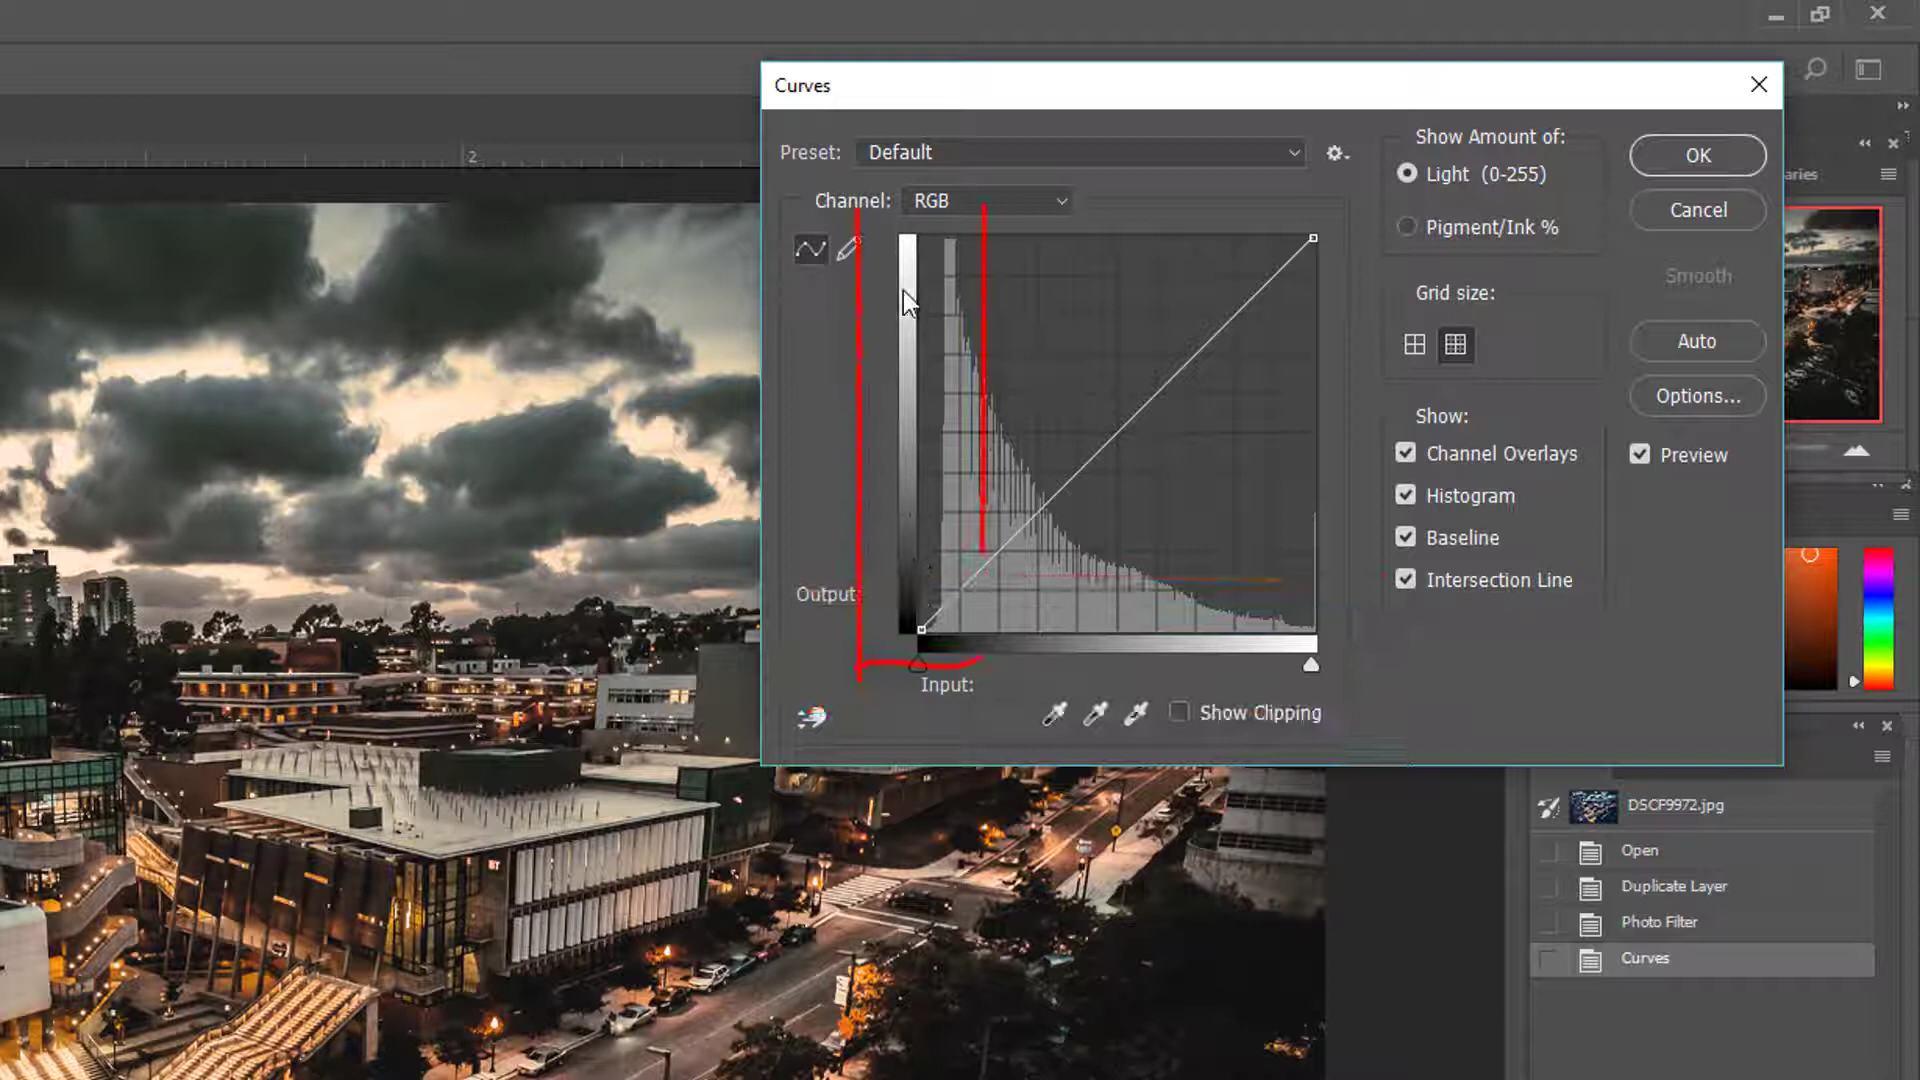 Curves
Preset: Default
Show Amount of:
OK
Light (0-255)
Channel: RGB
Cancel
Pigment/Ink %
Smooth
Grid size:
Auto
Options...
Show:
Channel Overlays
Preview
Histogram
Baseline
Intersection Line
Output:
Input:
Show Clipping
2
aries
BT
DSCF9972.jpg
Open
Duplicate Layer
Photo Filter
Curves